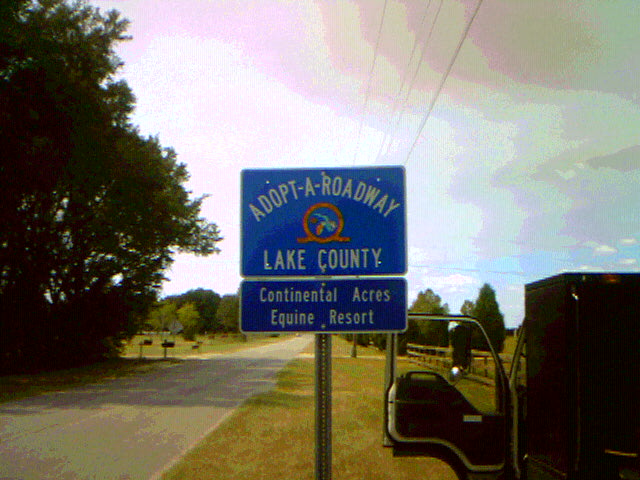 ADOPT-A-ROADWAY
LAKE COUNTY
Continental Acres
Equine Resort